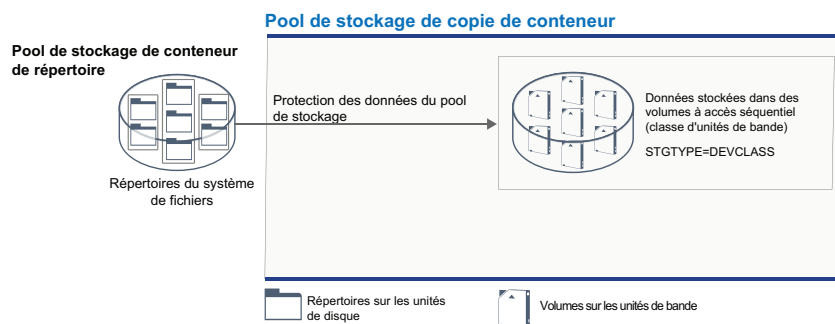 Pool de stockage de copie de conteneur
Pool de stockage de conteneur
de répertoire
Protection des données du pool
de stockage
Données stockées dans des
volumes à accès séquentiel
(classe d'unités de bande)
STGTYPE=DEVCLASS
Répertoires du système
de fichiers
Répertoires sur les unités
de disque
Volumes sur les unités de bande